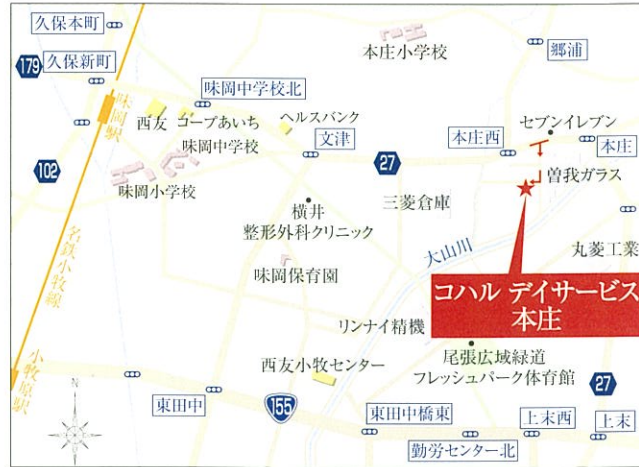 久保本町
久保新町
179
味岡駅
102
名鉄小牧線
小牧原駅
N
西友
コープあいち
味岡中学校
味岡中学校北
ヘルスバンク
文津
味岡小学校
横井
整形外科クリニック
味岡保育園
本庄小学校
郷浦
セブンイレブン
本庄西
本庄
27
曽我ガラス
三菱倉庫
大山川
丸菱工業
コハル デイサービス
本庄
リンナイ精機
尾張広域緑道
フレッシュパーク体育館
西友小牧センター
27
東田中
155
東田中橋東
勤労センター北
上末西
上末